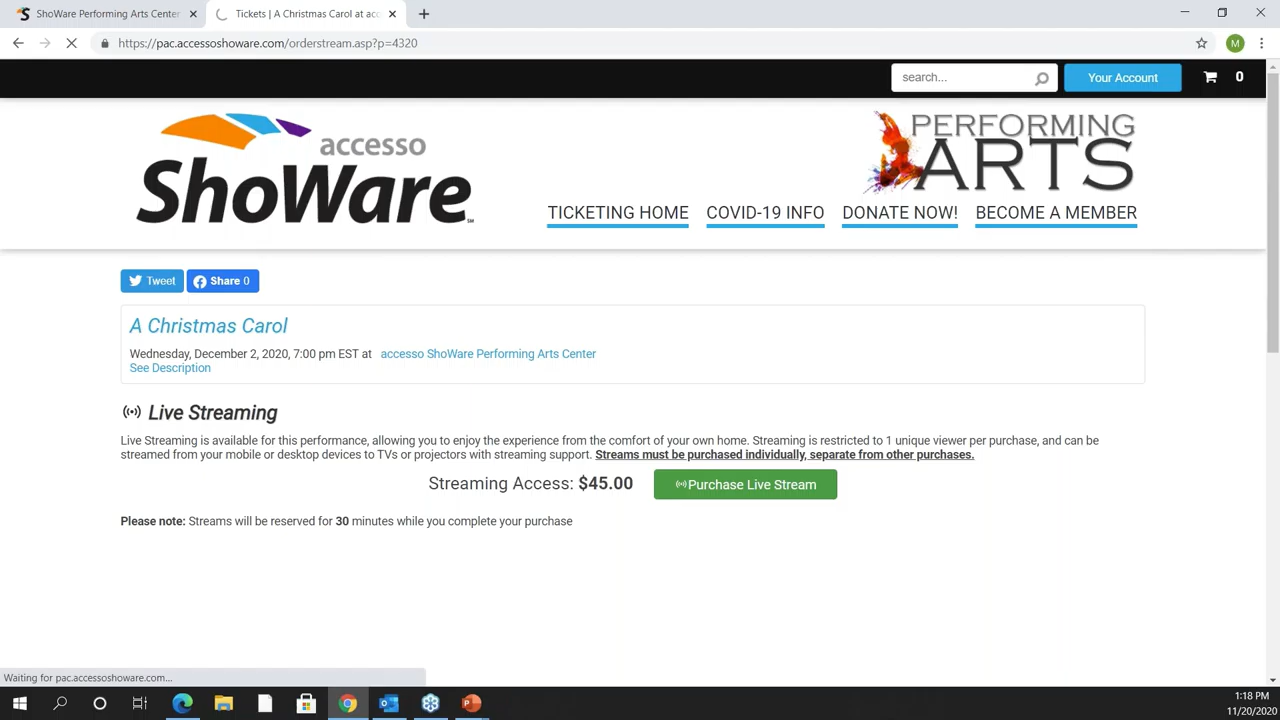 ShoWare Performing Arts Center
Tickets | A Christmas Carol at acc
https://pac.accessoshoware.com/orderstream.asp?p=4320
M
search...
Your Account
0
accesso
ShoWare
SM
PERFORMING
ARTS
TICKETING HOME
COVID-19 INFO
DONATE NOW!
BECOME A MEMBER
Tweet
Share 0
A Christmas Carol
Wednesday, December 2, 2020, 7:00 pm EST at accesso ShoWare Performing Arts Center
See Description
Live Streaming
Live Streaming is available for this performance, allowing you to enjoy the experience from the comfort of your own home. Streaming is restricted to 1 unique viewer per purchase, and can be
streamed from your mobile or desktop devices to TVs or projectors with streaming support. Streams must be purchased individually, separate from other purchases.
Streaming Access: $45.00
Purchase Live Stream
Please note: Streams will be reserved for 30 minutes while you complete your purchase
Waiting for pac.accessoshoware.com...
1:18 PM
11/20/2020